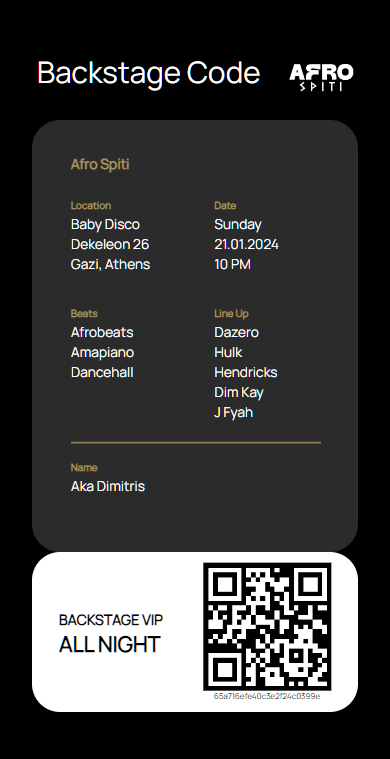 Backstage Code
AFRO
SPITI
Afro Spiti
Location
Baby Disco
Dekeleon 26
Gazi, Athens
Date
Sunday
21.01.2024
10 PM
Beats
Afrobeats
Amapiano
Dancehall
Line Up
Dazero
Hulk
Hendricks
Dim Kay
J Fyah
Name
Aka Dimitris
BACKSTAGE VIP
ALL NIGHT
65a716efe40c3e2f24c0399e